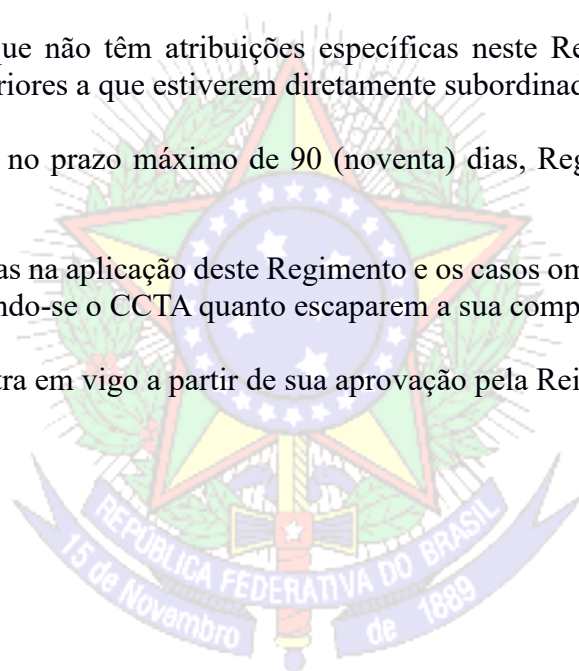 ue não têm atribuições específicas neste Re
riores a que estiverem diretamente subordinad
no prazo máximo de 90 (noventa) dias, Reg
as na aplicação deste Regimento e os casos om
ndo-se o CCTA quanto escaparem a sua comp
tra em vigo a partir de sua aprovação pela Rei
REPÚBLICA FEDERATIVA DO BRASIL
15 de Novembro
de 1889